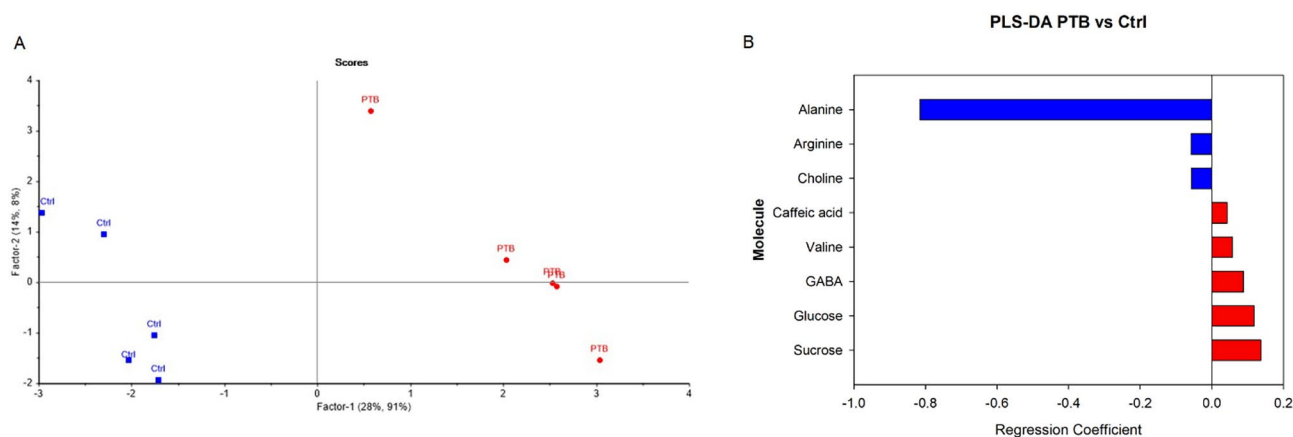 A
Scores
4
3
2
1
0
-1
-2
-3
-2
-1
0
1
2
3
4
Factor-2 (14%, 8%)
Factor-1 (28%, 91%)
Ctrl
Ctrl
Ctrl
Ctrl
Ctrl
PTB
PTB
PTB
PTB
PTB
B
PLS-DA PTB vs Ctrl
Molecule
Alanine
Arginine
Choline
Caffeic acid
Valine
GABA
Glucose
Sucrose
-1.0
-0.8
-0.6
-0.4
-0.2
0.0
0.2
Regression Coefficient